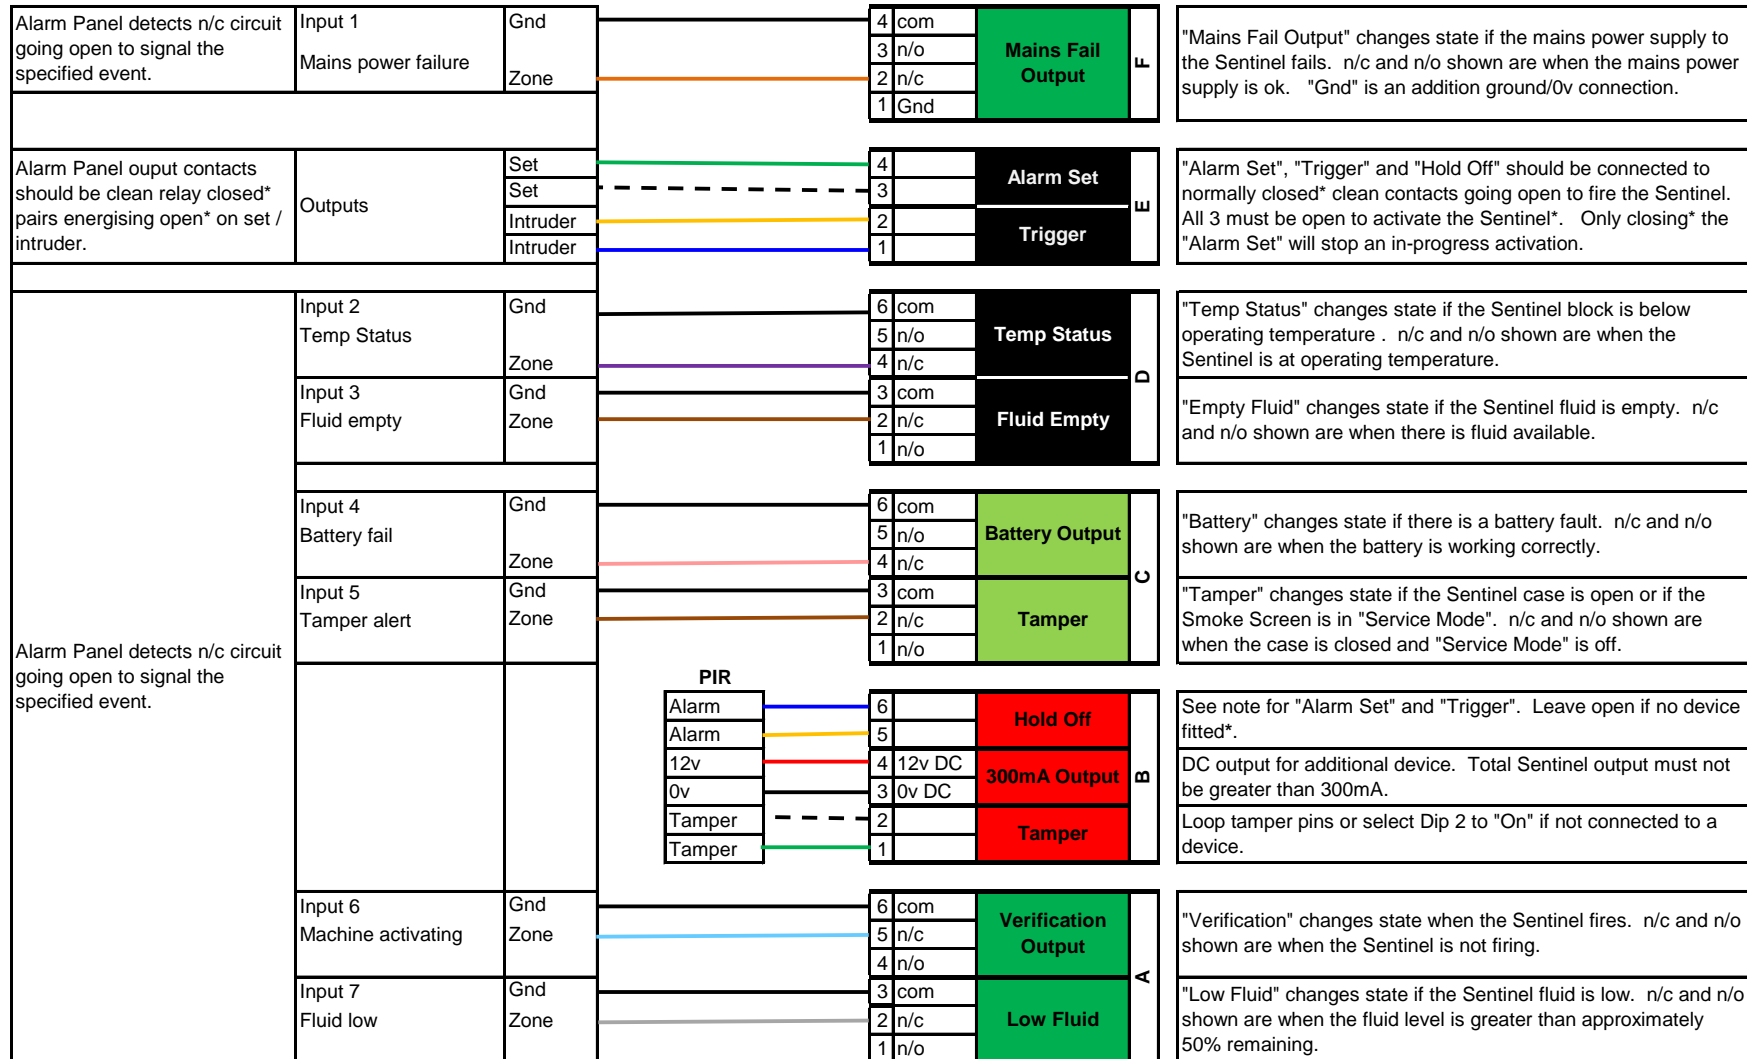 Alarm Panel detects n/c circuit
going open to signal the
specified event.
Input 1
Mains power failure
Gnd
Zone
4 com
3 n/o
2 n/c
1 Gnd
Mains Fail
Output
F
"Mains Fail Output" changes state if the mains power supply to
the Sentinel fails. n/c and n/o shown are when the mains power
supply is ok. "Gnd" is an addition ground/0v connection.
Alarm Panel ouput contacts
should be clean relay closed*
pairs energising open* on set /
intruder.
Outputs
Set
Set
Intruder
Intruder
4
3
2
1
Alarm Set
Trigger
E
"Alarm Set", "Trigger" and "Hold Off" should be connected to
normally closed* clean contacts going open to fire the Sentinel.
All 3 must be open to activate the Sentinel*. Only closing* the
"Alarm Set" will stop an in-progress activation.
Alarm Panel detects n/c circuit
going open to signal the
specified event.
Input 2
Temp Status
Gnd
Zone
6 com
5 n/o
4 n/c
Temp Status
D
"Temp Status" changes state if the Sentinel block is below
operating temperature . n/c and n/o shown are when the
Sentinel is at operating temperature.
Input 3
Fluid empty
Gnd
Zone
3 com
2 n/c
1 n/o
Fluid Empty
"Empty Fluid" changes state if the Sentinel fluid is empty. n/c
and n/o shown are when there is fluid available.
Input 4
Battery fail
Gnd
Zone
6 com
5 n/o
4 n/c
Battery Output
C
"Battery" changes state if there is a battery fault. n/c and n/o
shown are when the battery is working correctly.
Input 5
Tamper alert
Gnd
Zone
3 com
2 n/c
1 n/o
Tamper
"Tamper" changes state if the Sentinel case is open or if the
Smoke Screen is in "Service Mode". n/c and n/o shown are
when the case is closed and "Service Mode" is off.
PIR
Alarm
Alarm
12v
0v
Tamper
Tamper
6
5
4 12v DC
3 0v DC
2
1
Hold Off
300mA Output
Tamper
B
See note for "Alarm Set" and "Trigger". Leave open if no device
fitted*.
DC output for additional device. Total Sentinel output must not
be greater than 300mA.
Loop tamper pins or select Dip 2 to "On" if not connected to a
device.
Input 6
Machine activating
Gnd
Zone
6 com
5 n/c
4 n/o
Verification
Output
A
"Verification" changes state when the Sentinel fires. n/c and n/o
shown are when the Sentinel is not firing.
Input 7
Fluid low
Gnd
Zone
3 com
2 n/c
1 n/o
Low Fluid
"Low Fluid" changes state if the Sentinel fluid is low. n/c and n/o
shown are when the fluid level is greater than approximately
50% remaining.